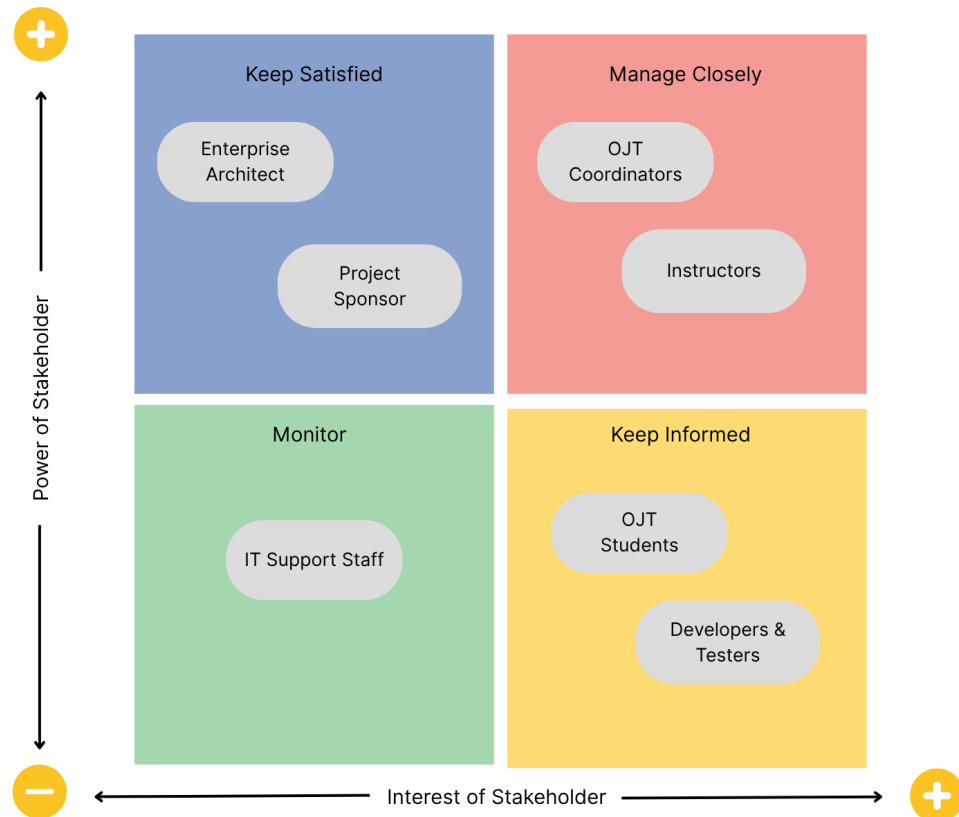 Keep Satisfied
Manage Closely
Enterprise
Architect
OJT
Coordinators
Project
Sponsor
Instructors
Power of Stakeholder
Monitor
Keep Informed
IT Support Staff
OJT
Students
Developers &
Testers
Interest of Stakeholder